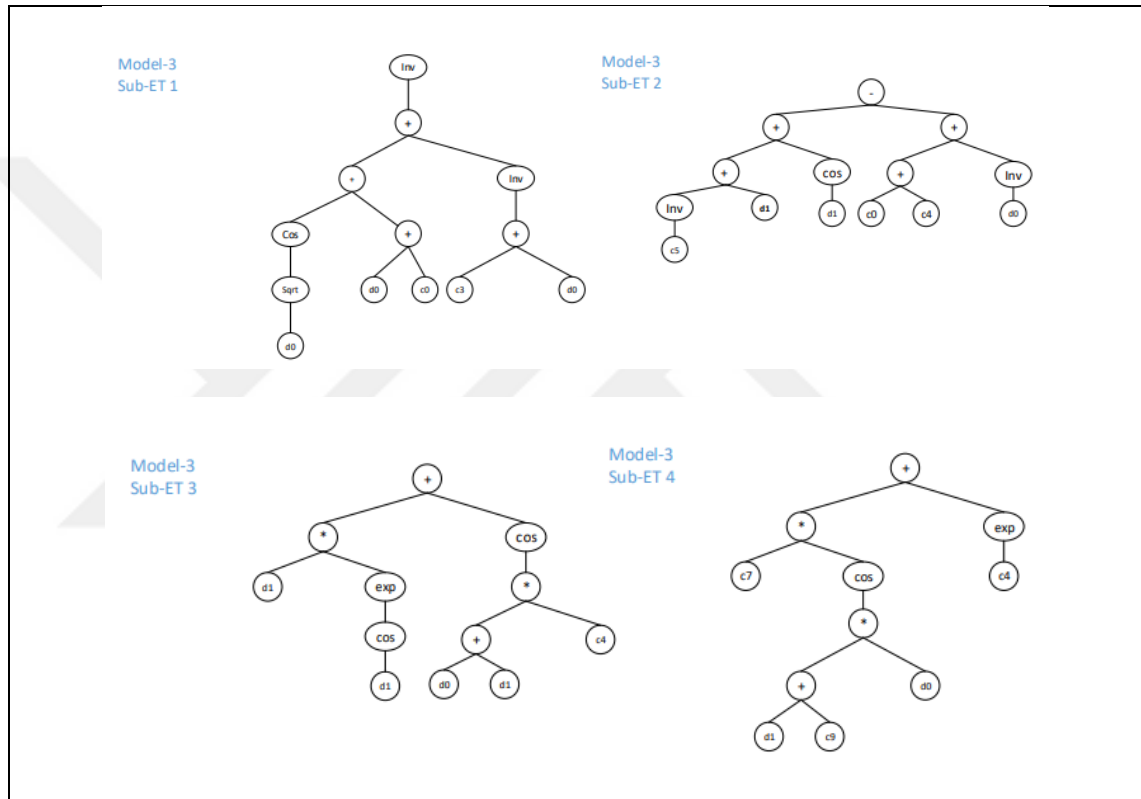 Model-3
Sub-ET 1
Inv
+
+ Inv
Cos + +
Sqrt d0 c0 c3 d0
d0
Model-3
Sub-ET 2
-
+ +
+ cos + Inv
Inv d1 d1 c0 c4 d0
c5
Model-3
Sub-ET 3
+
* cos
d1 exp *
cos + c4
d1 d0 d1
Model-3
Sub-ET 4
+
* exp
c7 cos c4
*
+ d0
d1 c9